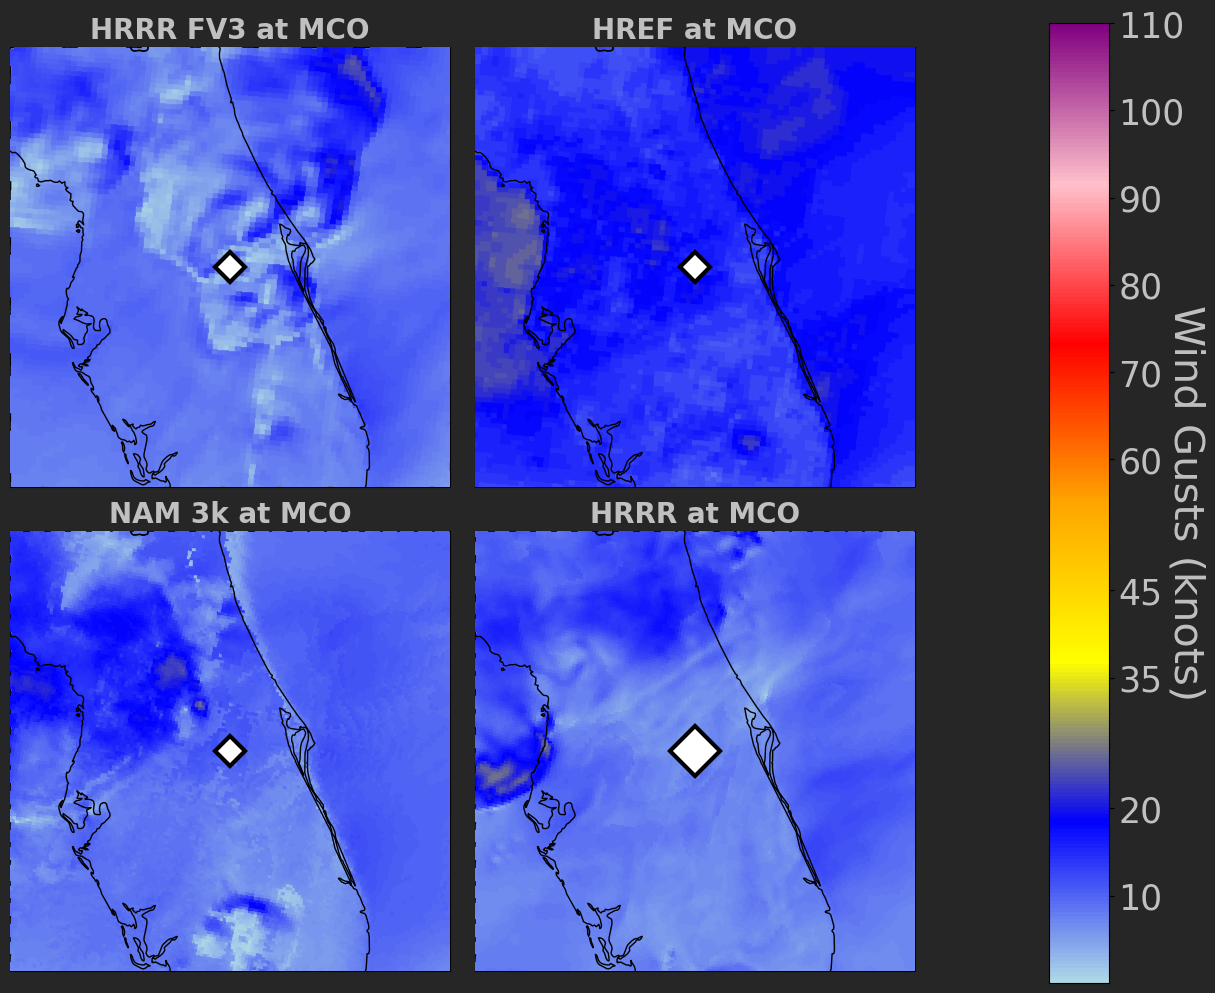 HRRR FV3 at MCO
HREF at MCO
NAM 3k at MCO
HRRR at MCO
110
100
90
80
70
60
45
35
20
10
Wind Gusts (knots)